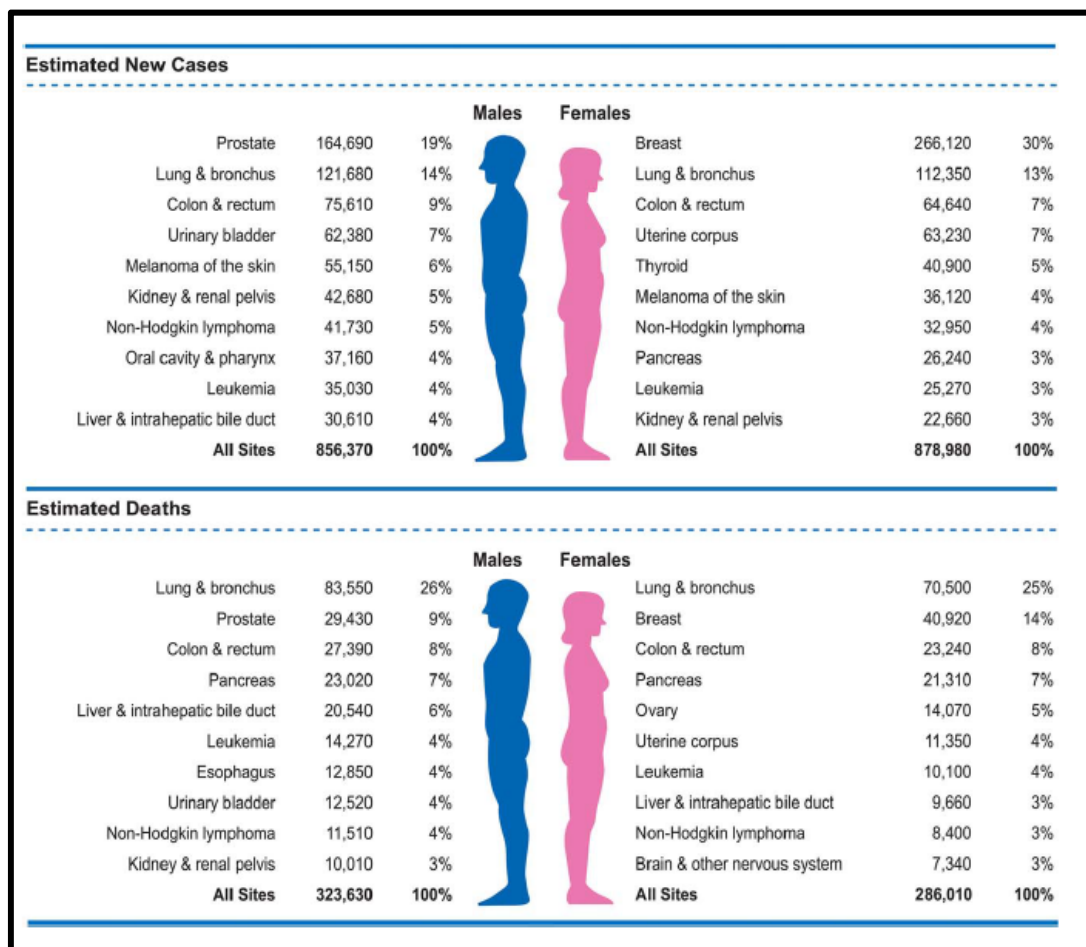 Estimated New Cases
Males Females
Prostate 164,690 19% Breast 266,120 30%
Lung & bronchus 121,680 14% Lung & bronchus 112,350 13%
Colon & rectum 75,610 9% Colon & rectum 64,640 7%
Urinary bladder 62,380 7% Uterine corpus 63,230 7%
Melanoma of the skin 55,150 6% Thyroid 40,900 5%
Kidney & renal pelvis 42,680 5% Melanoma of the skin 36,120 4%
Non-Hodgkin lymphoma 41,730 5% Non-Hodgkin lymphoma 32,950 4%
Oral cavity & pharynx 37,160 4% Pancreas 26,240 3%
Leukemia 35,030 4% Leukemia 25,270 3%
Liver & intrahepatic bile duct 30,610 4% Kidney & renal pelvis 22,660 3%
All Sites 856,370 100% All Sites 878,980 100%
Estimated Deaths
Males Females
Lung & bronchus 83,550 26% Lung & bronchus 70,500 25%
Prostate 29,430 9% Breast 40,920 14%
Colon & rectum 27,390 8% Colon & rectum 23,240 8%
Pancreas 23,020 7% Pancreas 21,310 7%
Liver & intrahepatic bile duct 20,540 6% Ovary 14,070 5%
Leukemia 14,270 4% Uterine corpus 11,350 4%
Esophagus 12,850 4% Leukemia 10,100 4%
Urinary bladder 12,520 4% Liver & intrahepatic bile duct 9,660 3%
Non-Hodgkin lymphoma 11,510 4% Non-Hodgkin lymphoma 8,400 3%
Kidney & renal pelvis 10,010 3% Brain & other nervous system 7,340 3%
All Sites 323,630 100% All Sites 286,010 100%